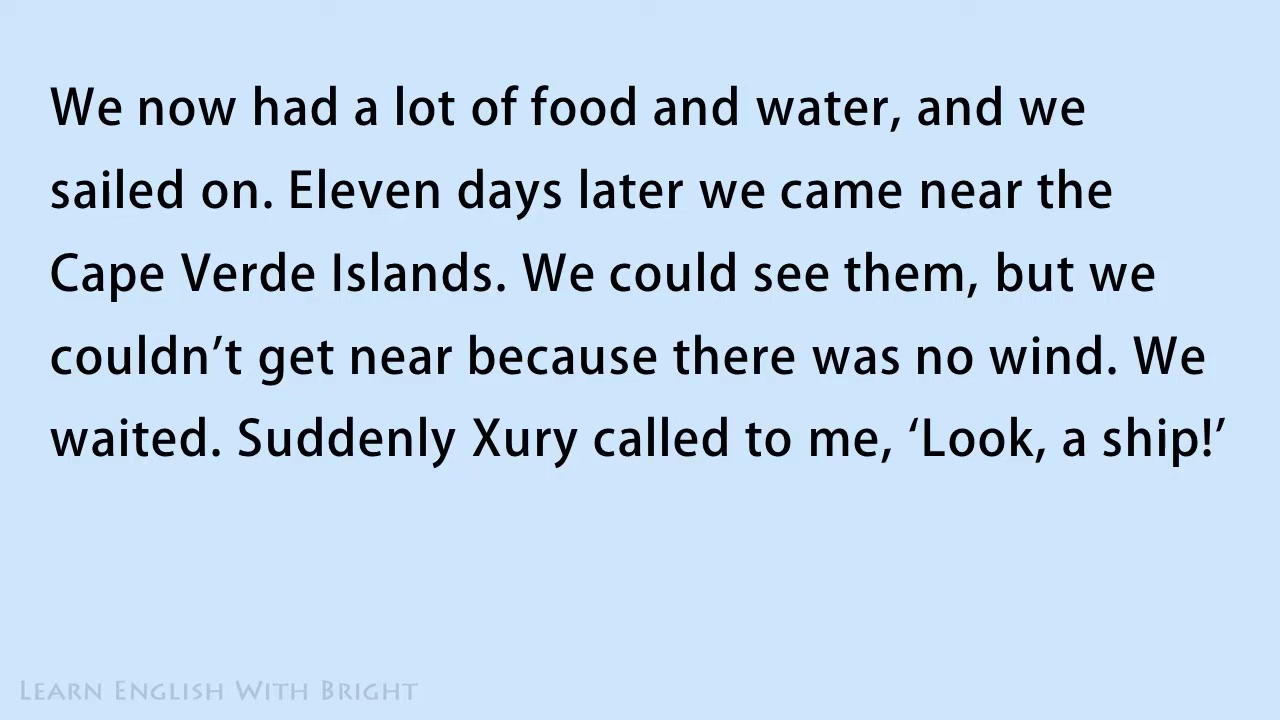 We now had a lot of food and water, and we
sailed on. Eleven days later we came near the
Cape Verde Islands. We could see them, but we
couldn’t get near because there was no wind. We
waited. Suddenly Xury called to me, ‘Look, a ship!’
LEARN ENGLISH WITH BRIGHT